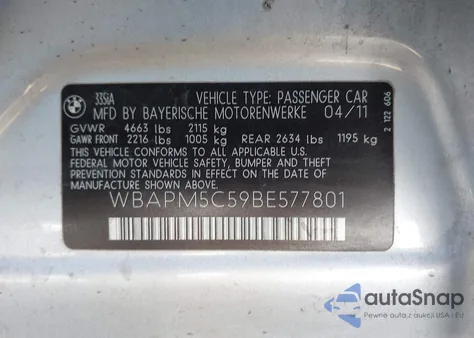 BMW
335iA VEHICLE TYPE: PASSENGER CAR
MFD BY BAYERISCHE MOTORENWERKE 04/11
GVWR 4663 lbs 2115 kg
GAWR FRONT 2216 lbs 1005 kg REAR 2634 lbs 1195 kg
THIS VEHICLE CONFORMS TO ALL APPLICABLE U.S.
FEDERAL MOTOR VEHICLE SAFETY, BUMPER AND THEFT
PREVENTION STANDARDS IN EFFECT ON THE DATE OF
MANUFACTURE SHOWN ABOVE.
WBAPM5C59BE577801
2 122 606
autoSnap
Pewne auta z aukcji USA i EU